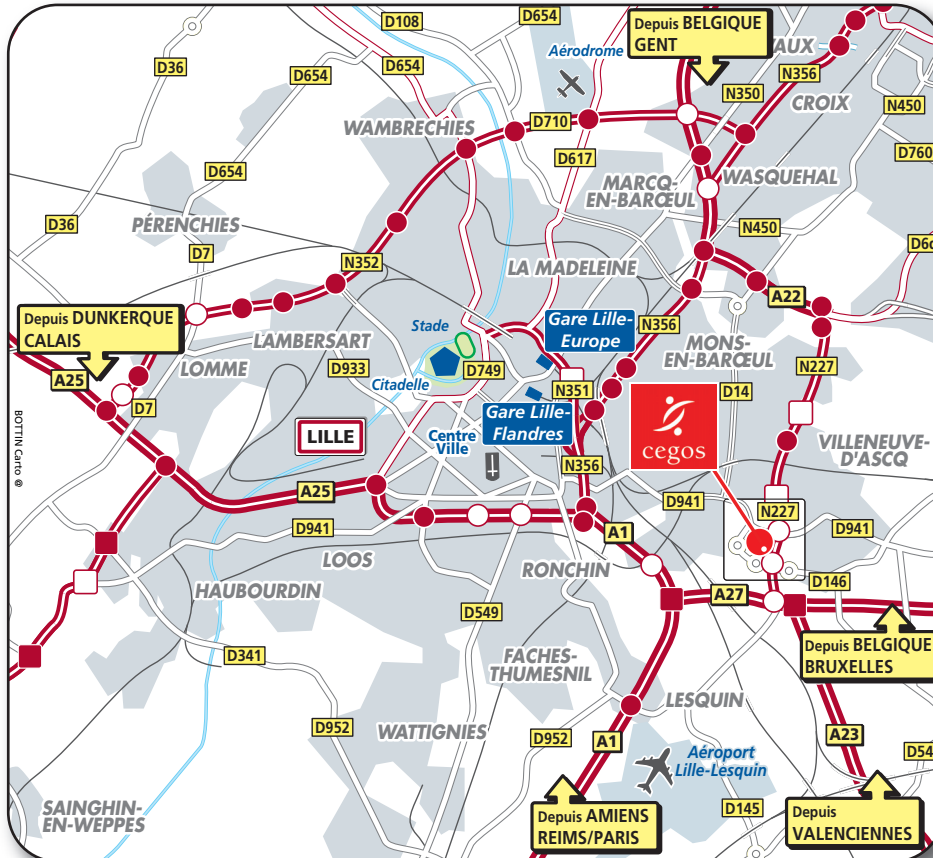 D108
D654
Depuis BELGIQUE
GENT
VAUX
D36
D654
D654
Aérodrome
N356
N350
CROIX
N450
WAMBRECHIES
D710
D617
D760
D654
MARCQ-
EN-BARŒUL
WASQUEHAL
D36
PÉRENCHIES
D7
N450
N352
LA MADELEINE
A22
Depuis DUNKERQUE
CALAIS
Stade
Gare Lille-
Europe
N356
LAMBERSART
MONS-
EN-BARŒUL
LOMME
D933
D749
N227
A25
Citadelle
N351
D14
D7
Gare Lille-
Flandres
cegos
LILLE
Centre
Ville
VILLENEUVE-
D'ASCQ
BOTTIN Carto @
N356
A25
D941
N227
D941
D941
A1
LOOS
RONCHIN
HAUBOURDIN
D146
A27
D549
Depuis BELGIQUE
BRUXELLES
D341
FACHES-
THUMESNIL
LESQUIN
D952
WATTIGNIES
D952
A1
A23
Aéroport
Lille-Lesquin
SAINGHIN-
EN-WEPPES
Depuis AMIENS
REIMS/PARIS
D145
Depuis
VALENCIENNES